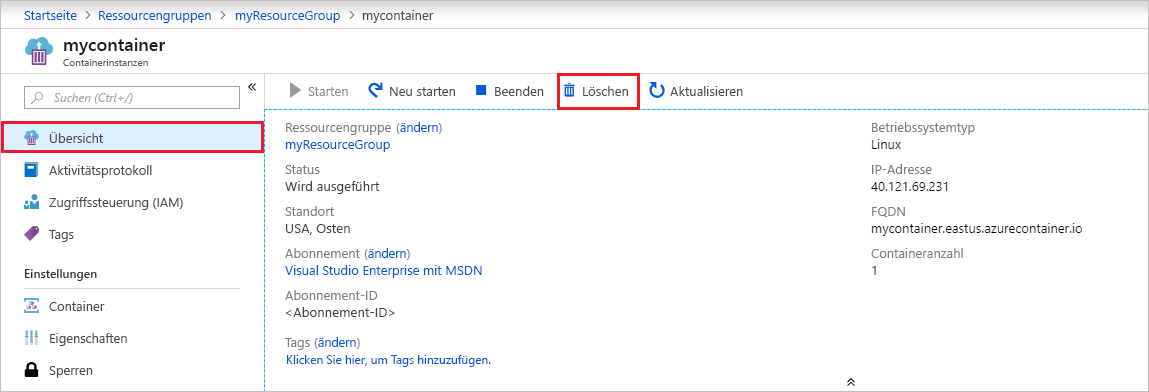 Startseite > Ressourcengruppen > myResourceGroup > mycontainer
mycontainer
Containerinstanzen
Suchen (Ctrl+/)
«
Übersicht
Aktivitätsprotokoll
Zugriffssteuerung (IAM)
Tags
Einstellungen
Container
Eigenschaften
Sperren
Starten Neu starten Beenden Löschen Aktualisieren
Ressourcengruppe (ändern)
myResourceGroup
Status
Wird ausgeführt
Standort
USA, Osten
Abonnement (ändern)
Visual Studio Enterprise mit MSDN
Abonnement-ID
<Abonnement-ID>
Tags (ändern)
Klicken Sie hier, um Tags hinzuzufügen.
Betriebssystemtyp
Linux
IP-Adresse
40.121.69.231
FQDN
mycontainer.eastus.azurecontainer.io
Containeranzahl
1